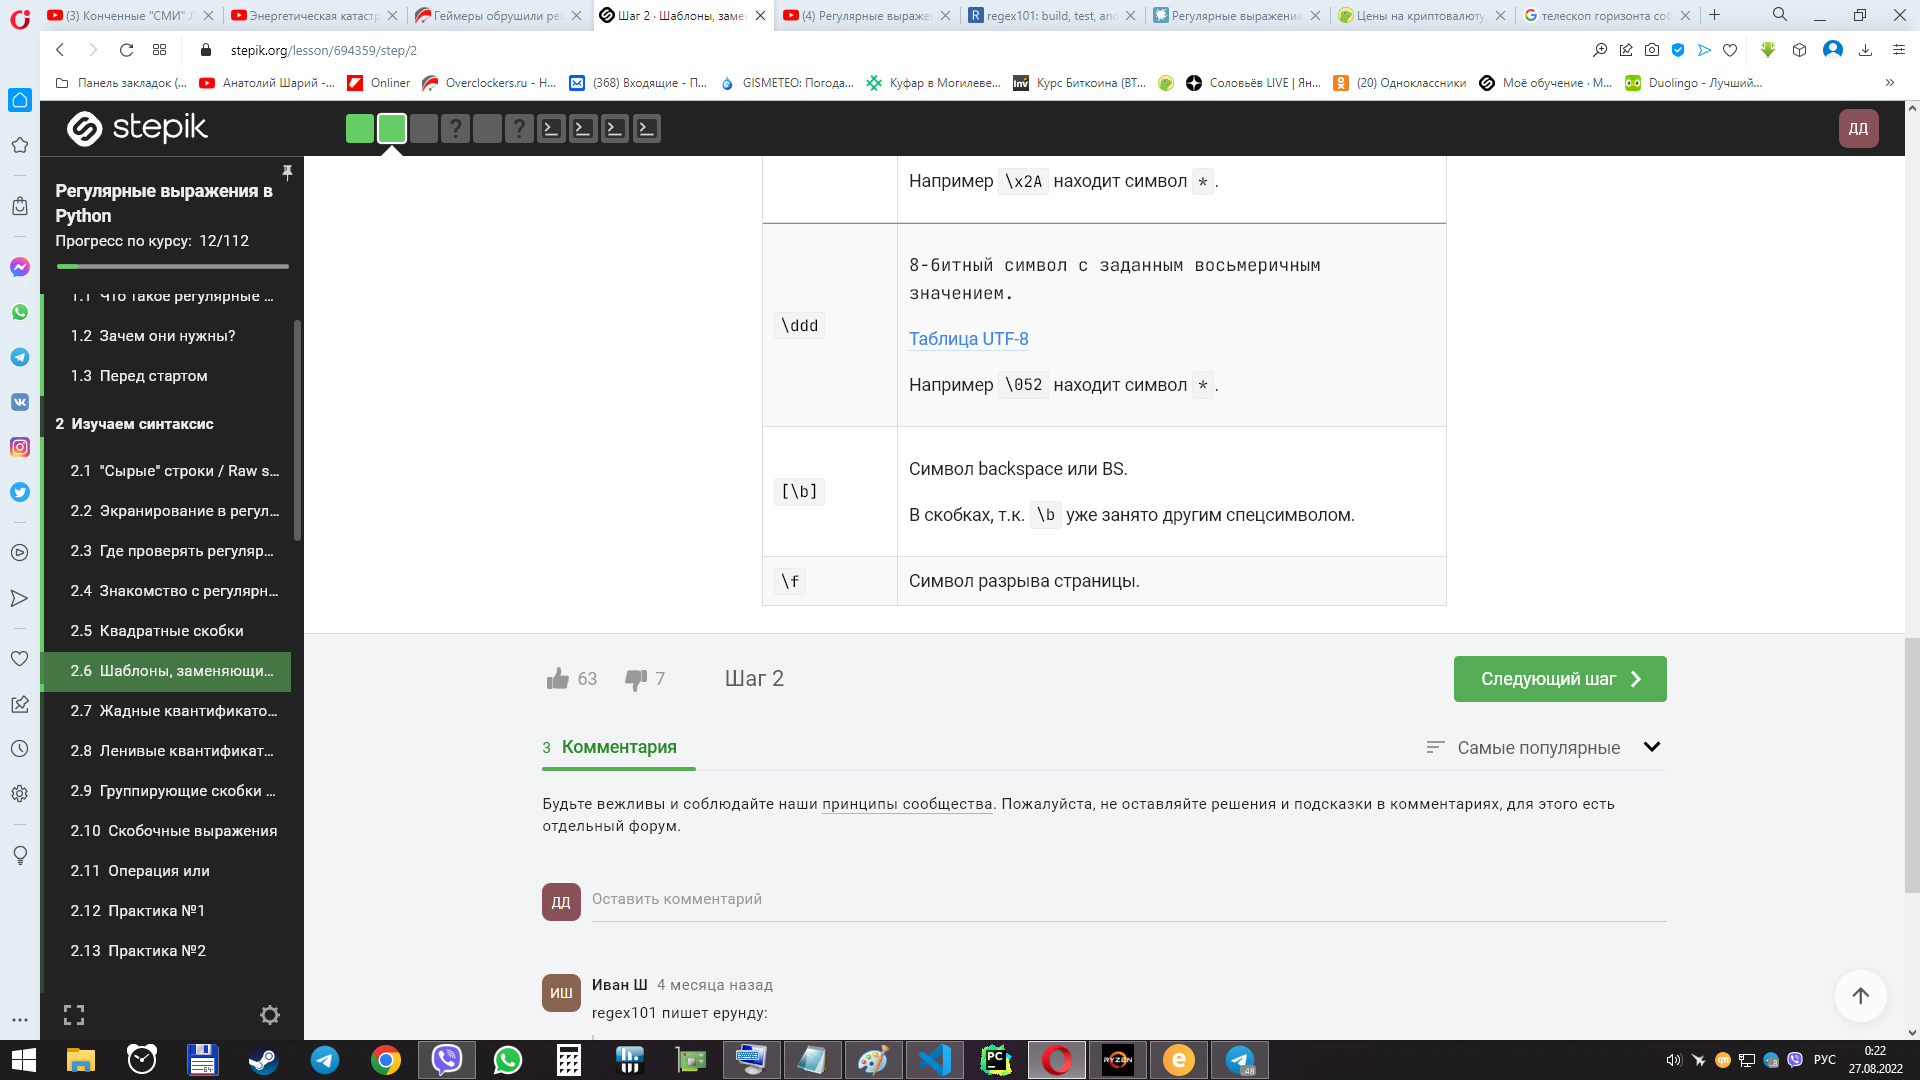 (3) Конченные "СМИ" Л
Энергетическая катастр
Геймеры обрушили рей
Шаг 2 · Шаблоны, замен
(4) Регулярные выраже
regex101: build, test, and
Регулярные выражения
Цены на криптовалюту,
телескоп горизонта соб
stepik.org/lesson/694359/step/2
Панель закладок (...
Анатолий Шарий -...
Onliner
Overclockers.ru - Н...
(368) Входящие - П...
GISMETEO: Погода...
Куфар в Могилеве...
Inv
Курс Биткоина (BT...
Соловьёв LIVE | Ян...
(20) Одноклассники
Моё обучение · M...
Duolingo - Лучший...
stepik
ДД
Регулярные выражения в
Python
Прогресс по курсу: 12/112
1.1 Что такое регулярные ...
1.2 Зачем они нужны?
1.3 Перед стартом
2 Изучаем синтаксис
2.1 "Сырые" строки / Raw s...
2.2 Экранирование в регул...
2.3 Где проверять регуляр...
2.4 Знакомство с регулярн...
2.5 Квадратные скобки
2.6 Шаблоны, заменяющи...
2.7 Жадные квантификато...
2.8 Ленивые квантификат...
2.9 Группирующие скобки ...
2.10 Скобочные выражения
2.11 Операция или
2.12 Практика №1
2.13 Практика №2
Например \x2A находит символ *.
\ddd
8-битный символ с заданным восьмеричным
значением.
Таблица UTF-8
Например \052 находит символ *.
[\b]
Символ backspace или BS.
В скобках, т.к. \b уже занято другим спецсимволом.
\f
Символ разрыва страницы.
63
7
Шаг 2
Следующий шаг
3 Комментария
Самые популярные
Будьте вежливы и соблюдайте наши принципы сообщества. Пожалуйста, не оставляйте решения и подсказки в комментариях, для этого есть
отдельный форум.
ДД
Оставить комментарий
ИШ
Иван Ш 4 месяца назад
regex101 пишет ерунду:
PC
RYZEN
РУС
0:22
27.08.2022